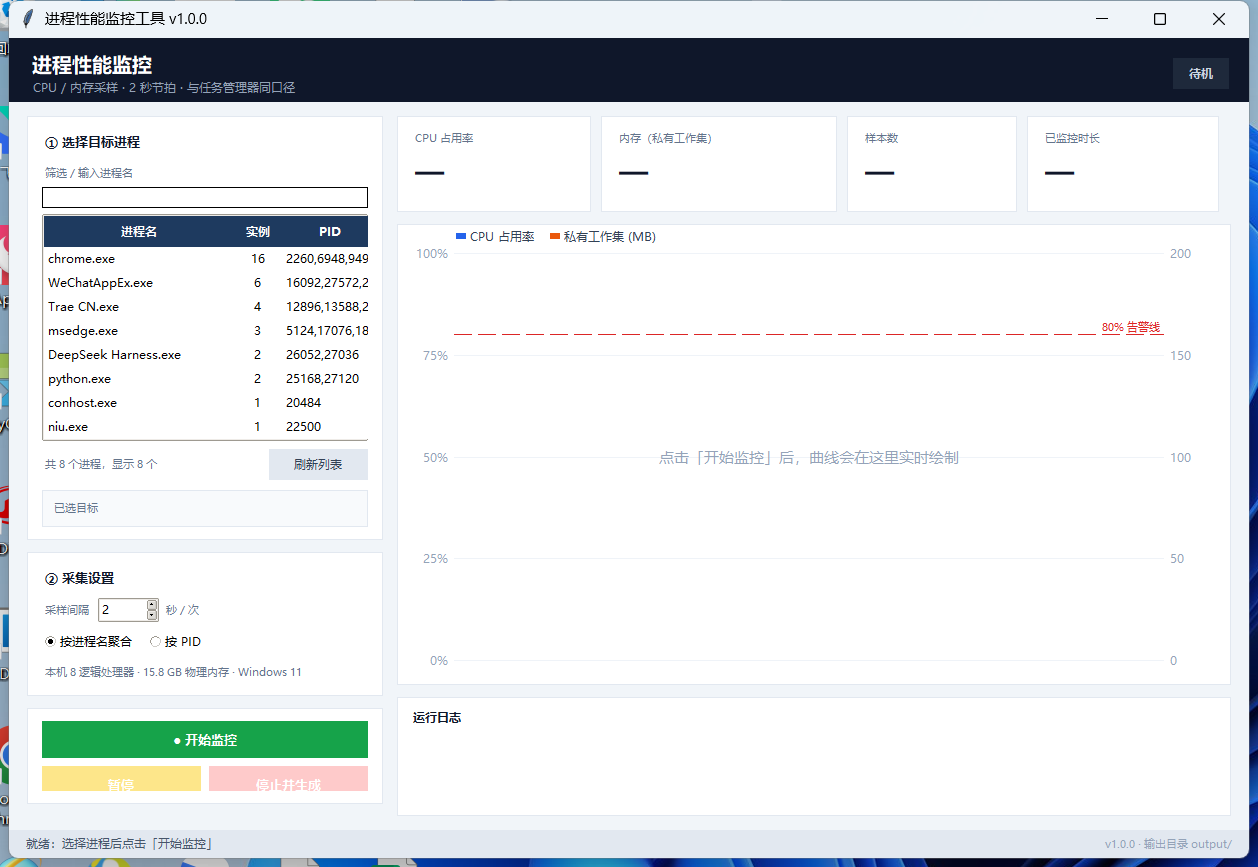 进程性能监控工具 v1.0.0
进程性能监控
CPU / 内存采样 · 2 秒节拍 · 与任务管理器同口径
待机
① 选择目标进程
筛选 / 输入进程名
进程名 实例 PID
chrome.exe 16 2260,6948,949
WeChatAppEx.exe 6 16092,27572,2
Trae CN.exe 4 12896,13588,2
msedge.exe 3 5124,17076,18
DeepSeek Harness.exe 2 26052,27036
python.exe 2 25168,27120
conhost.exe 1 20484
niu.exe 1 22500
共 8 个进程，显示 8 个
刷新列表
已选目标
② 采集设置
采样间隔 2 秒 / 次
按进程名聚合 按 PID
本机 8 逻辑处理器 · 15.8 GB 物理内存 · Windows 11
● 开始监控
暂停 停止并生成
CPU 占用率
—
内存（私有工作集）
—
样本数
—
已监控时长
—
CPU 占用率 私有工作集 (MB)
100% 200
80% 告警线
75% 150
50% 100
点击「开始监控」后，曲线会在这里实时绘制
25% 50
0% 0
运行日志
就绪：选择进程后点击「开始监控」
v1.0.0 · 输出目录 output/